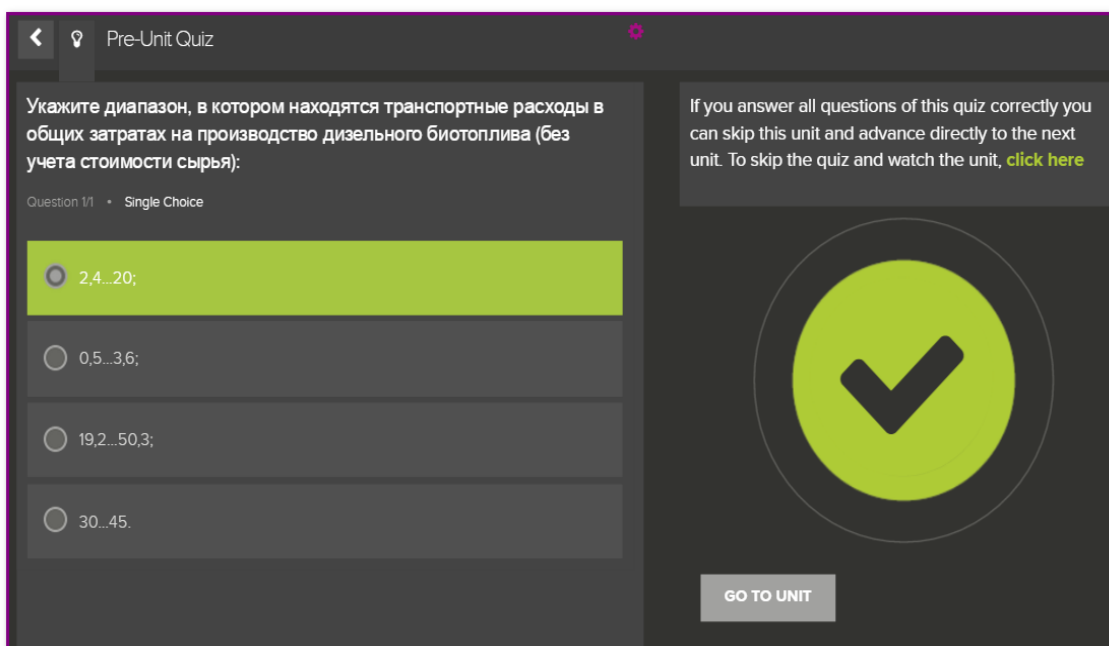 Pre-Unit Quiz
Укажите диапазон, в котором находятся транспортные расходы в
общих затратах на производство дизельного биотоплива (без
учета стоимости сырья):
Question 1/1 • Single Choice
2,4...20;
0,5...3,6;
19,2...50,3;
30...45.
If you answer all questions of this quiz correctly you
can skip this unit and advance directly to the next
unit. To skip the quiz and watch the unit, click here
GO TO UNIT